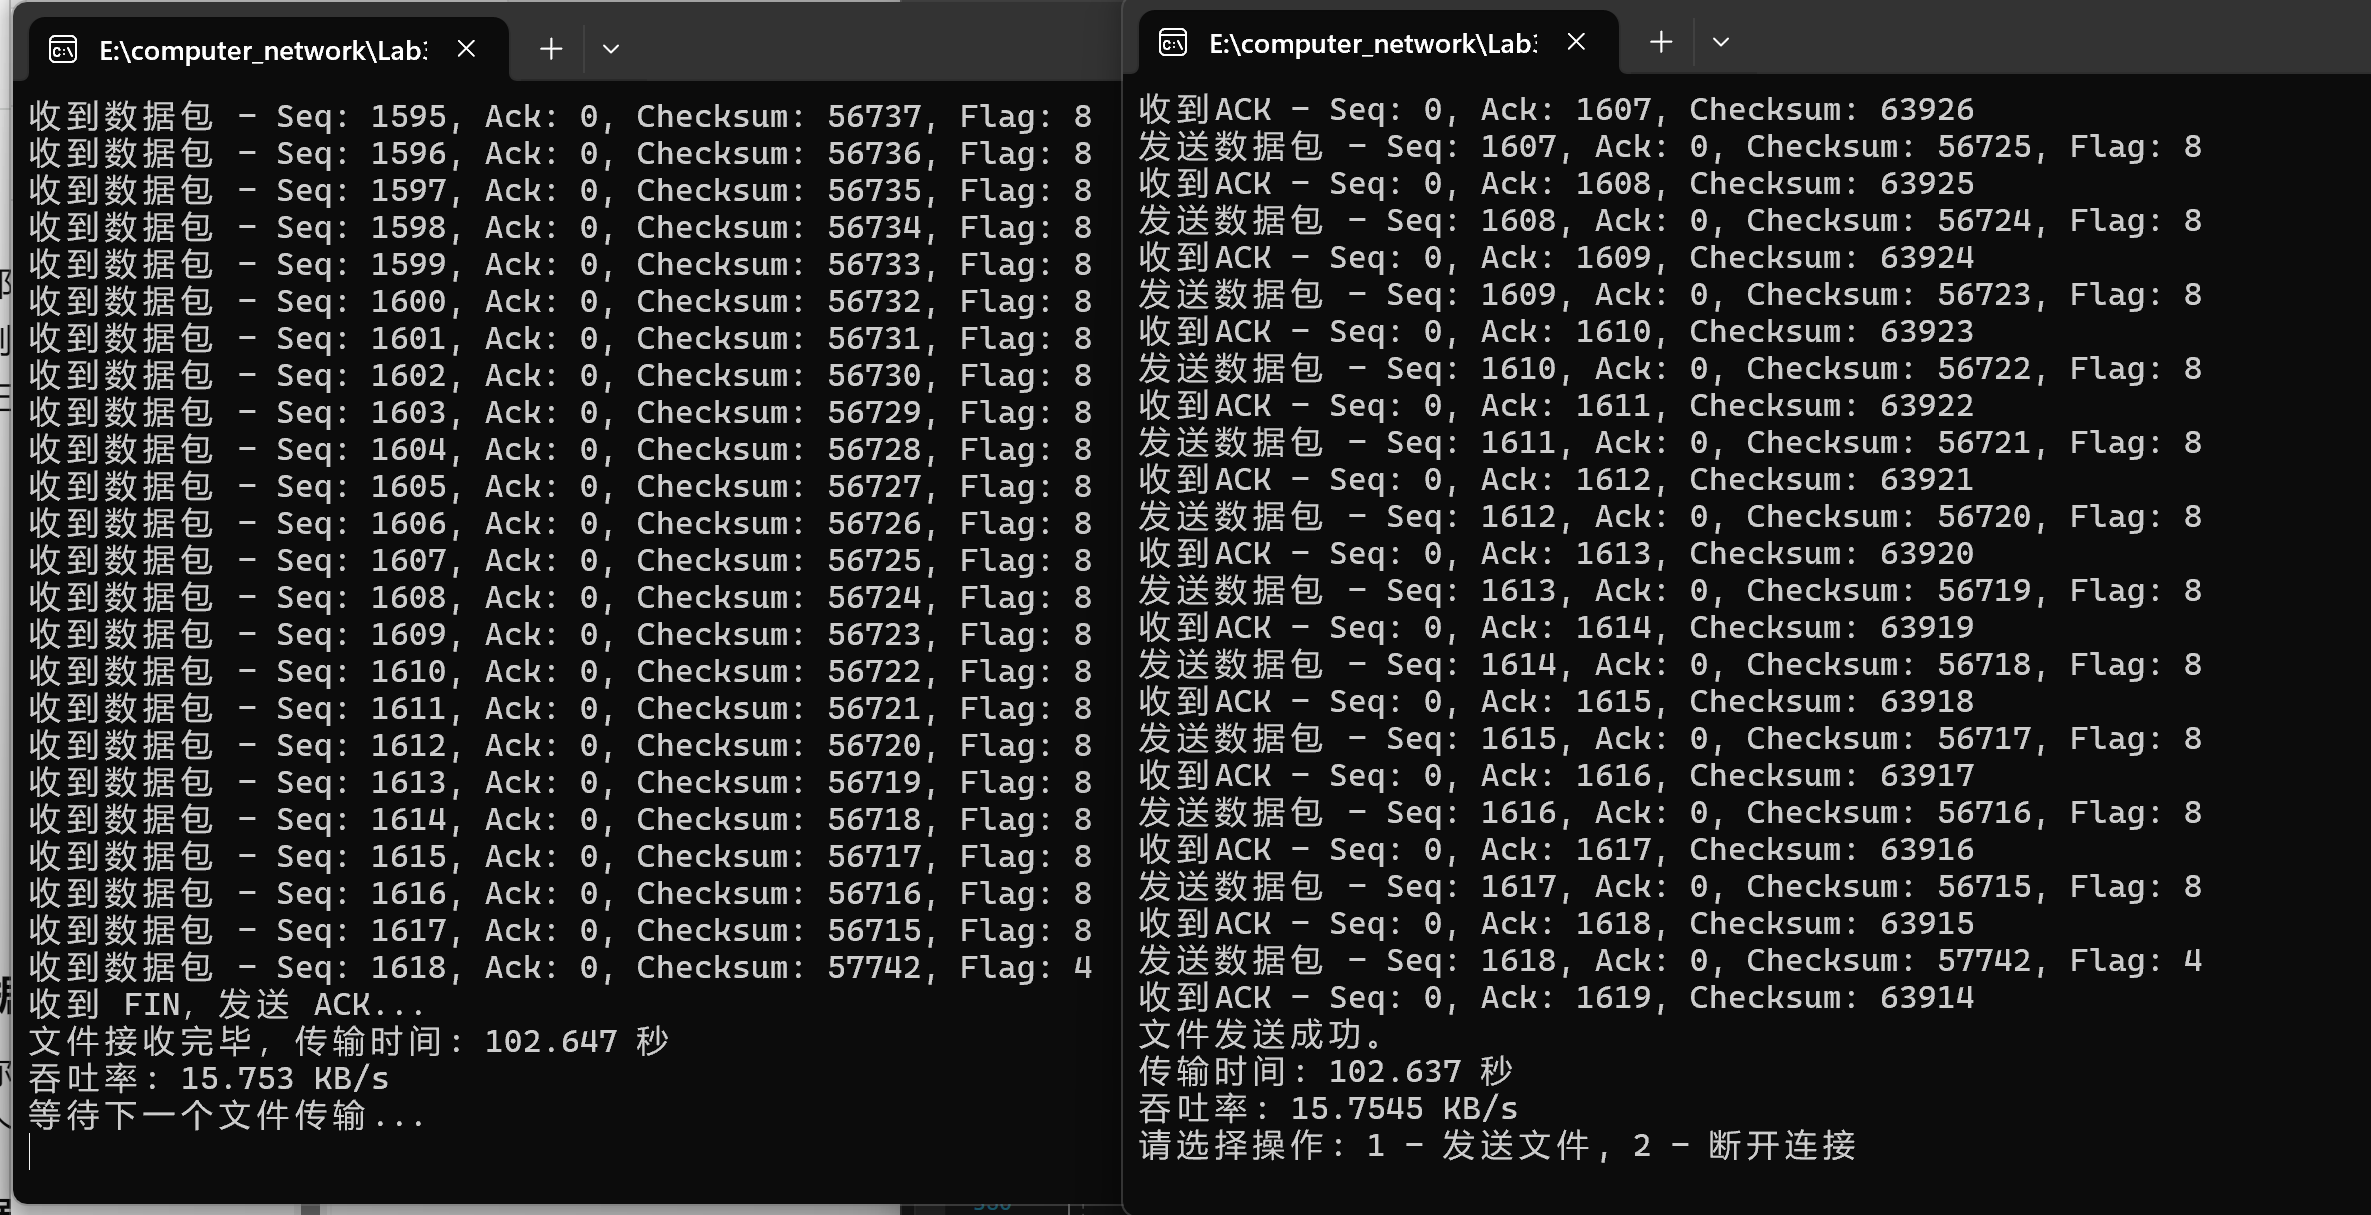 E:\computer_network\Lab
收到数据包 - Seq: 1595, Ack: 0, Checksum: 56737, Flag: 8
收到数据包 - Seq: 1596, Ack: 0, Checksum: 56736, Flag: 8
收到数据包 - Seq: 1597, Ack: 0, Checksum: 56735, Flag: 8
收到数据包 - Seq: 1598, Ack: 0, Checksum: 56734, Flag: 8
收到数据包 - Seq: 1599, Ack: 0, Checksum: 56733, Flag: 8
收到数据包 - Seq: 1600, Ack: 0, Checksum: 56732, Flag: 8
收到数据包 - Seq: 1601, Ack: 0, Checksum: 56731, Flag: 8
收到数据包 - Seq: 1602, Ack: 0, Checksum: 56730, Flag: 8
收到数据包 - Seq: 1603, Ack: 0, Checksum: 56729, Flag: 8
收到数据包 - Seq: 1604, Ack: 0, Checksum: 56728, Flag: 8
收到数据包 - Seq: 1605, Ack: 0, Checksum: 56727, Flag: 8
收到数据包 - Seq: 1606, Ack: 0, Checksum: 56726, Flag: 8
收到数据包 - Seq: 1607, Ack: 0, Checksum: 56725, Flag: 8
收到数据包 - Seq: 1608, Ack: 0, Checksum: 56724, Flag: 8
收到数据包 - Seq: 1609, Ack: 0, Checksum: 56723, Flag: 8
收到数据包 - Seq: 1610, Ack: 0, Checksum: 56722, Flag: 8
收到数据包 - Seq: 1611, Ack: 0, Checksum: 56721, Flag: 8
收到数据包 - Seq: 1612, Ack: 0, Checksum: 56720, Flag: 8
收到数据包 - Seq: 1613, Ack: 0, Checksum: 56719, Flag: 8
收到数据包 - Seq: 1614, Ack: 0, Checksum: 56718, Flag: 8
收到数据包 - Seq: 1615, Ack: 0, Checksum: 56717, Flag: 8
收到数据包 - Seq: 1616, Ack: 0, Checksum: 56716, Flag: 8
收到数据包 - Seq: 1617, Ack: 0, Checksum: 56715, Flag: 8
收到数据包 - Seq: 1618, Ack: 0, Checksum: 57742, Flag: 4
收到 FIN, 发送 ACK...
文件接收完毕, 传输时间: 102.647 秒
吞吐率: 15.753 KB/s
等待下一个文件传输...
E:\computer_network\Lab
收到ACK - Seq: 0, Ack: 1607, Checksum: 63926
发送数据包 - Seq: 1607, Ack: 0, Checksum: 56725, Flag: 8
收到ACK - Seq: 0, Ack: 1608, Checksum: 63925
发送数据包 - Seq: 1608, Ack: 0, Checksum: 56724, Flag: 8
收到ACK - Seq: 0, Ack: 1609, Checksum: 63924
发送数据包 - Seq: 1609, Ack: 0, Checksum: 56723, Flag: 8
收到ACK - Seq: 0, Ack: 1610, Checksum: 63923
发送数据包 - Seq: 1610, Ack: 0, Checksum: 56722, Flag: 8
收到ACK - Seq: 0, Ack: 1611, Checksum: 63922
发送数据包 - Seq: 1611, Ack: 0, Checksum: 56721, Flag: 8
收到ACK - Seq: 0, Ack: 1612, Checksum: 63921
发送数据包 - Seq: 1612, Ack: 0, Checksum: 56720, Flag: 8
收到ACK - Seq: 0, Ack: 1613, Checksum: 63920
发送数据包 - Seq: 1613, Ack: 0, Checksum: 56719, Flag: 8
收到ACK - Seq: 0, Ack: 1614, Checksum: 63919
发送数据包 - Seq: 1614, Ack: 0, Checksum: 56718, Flag: 8
收到ACK - Seq: 0, Ack: 1615, Checksum: 63918
发送数据包 - Seq: 1615, Ack: 0, Checksum: 56717, Flag: 8
收到ACK - Seq: 0, Ack: 1616, Checksum: 63917
发送数据包 - Seq: 1616, Ack: 0, Checksum: 56716, Flag: 8
收到ACK - Seq: 0, Ack: 1617, Checksum: 63916
发送数据包 - Seq: 1617, Ack: 0, Checksum: 56715, Flag: 8
收到ACK - Seq: 0, Ack: 1618, Checksum: 63915
发送数据包 - Seq: 1618, Ack: 0, Checksum: 57742, Flag: 4
收到ACK - Seq: 0, Ack: 1619, Checksum: 63914
文件发送成功。
传输时间: 102.637 秒
吞吐率: 15.7545 KB/s
请选择操作: 1 - 发送文件, 2 - 断开连接